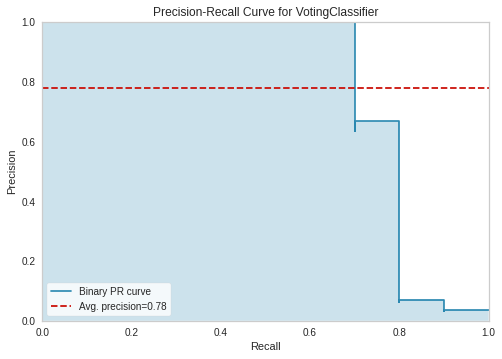 Precision-Recall Curve for VotingClassifier
1.0
0.8
0.6
0.4
0.2
0.0
Precision
Binary PR curve
Avg. precision=0.78
0.0 0.2 0.4 0.6 0.8 1.0
Recall